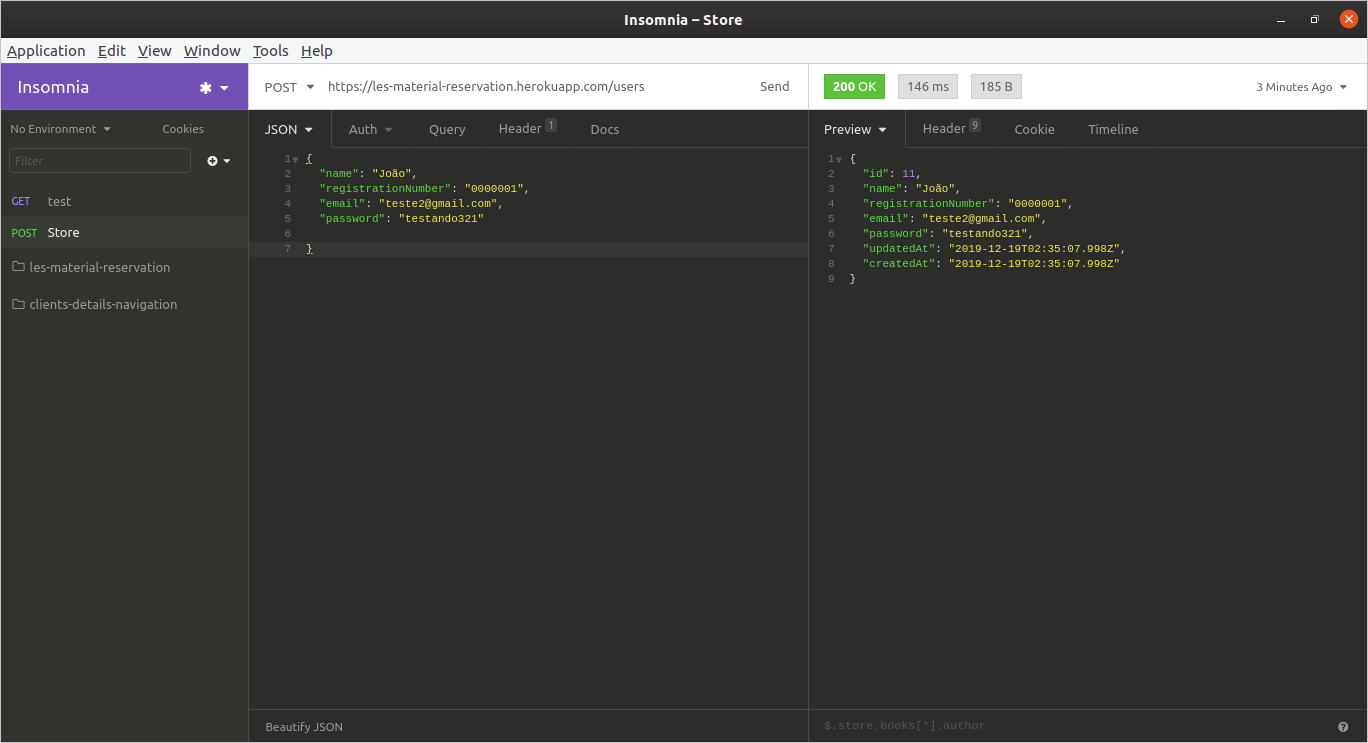 Insomnia – Store
Application Edit View Window Tools Help
Insomnia
POST https://les-material-reservation.herokuapp.com/users Send
200 OK 146 ms 185 B 3 Minutes Ago
No Environment Cookies
JSON Auth Query Header 1 Docs
Preview Header 9 Cookie Timeline
Filter
GET test
POST Store
les-material-reservation
clients-details-navigation
1 {
2 "name": "João",
3 "registrationNumber": "0000001",
4 "email": "teste2@gmail.com",
5 "password": "testando321"
6
7 }
1 {
2 "id": 11,
3 "name": "João",
4 "registrationNumber": "0000001",
5 "email": "teste2@gmail.com",
6 "password": "testando321",
7 "updatedAt": "2019-12-19T02:35:07.998Z",
8 "createdAt": "2019-12-19T02:35:07.998Z"
9 }
Beautify JSON
$.store.books[*].author